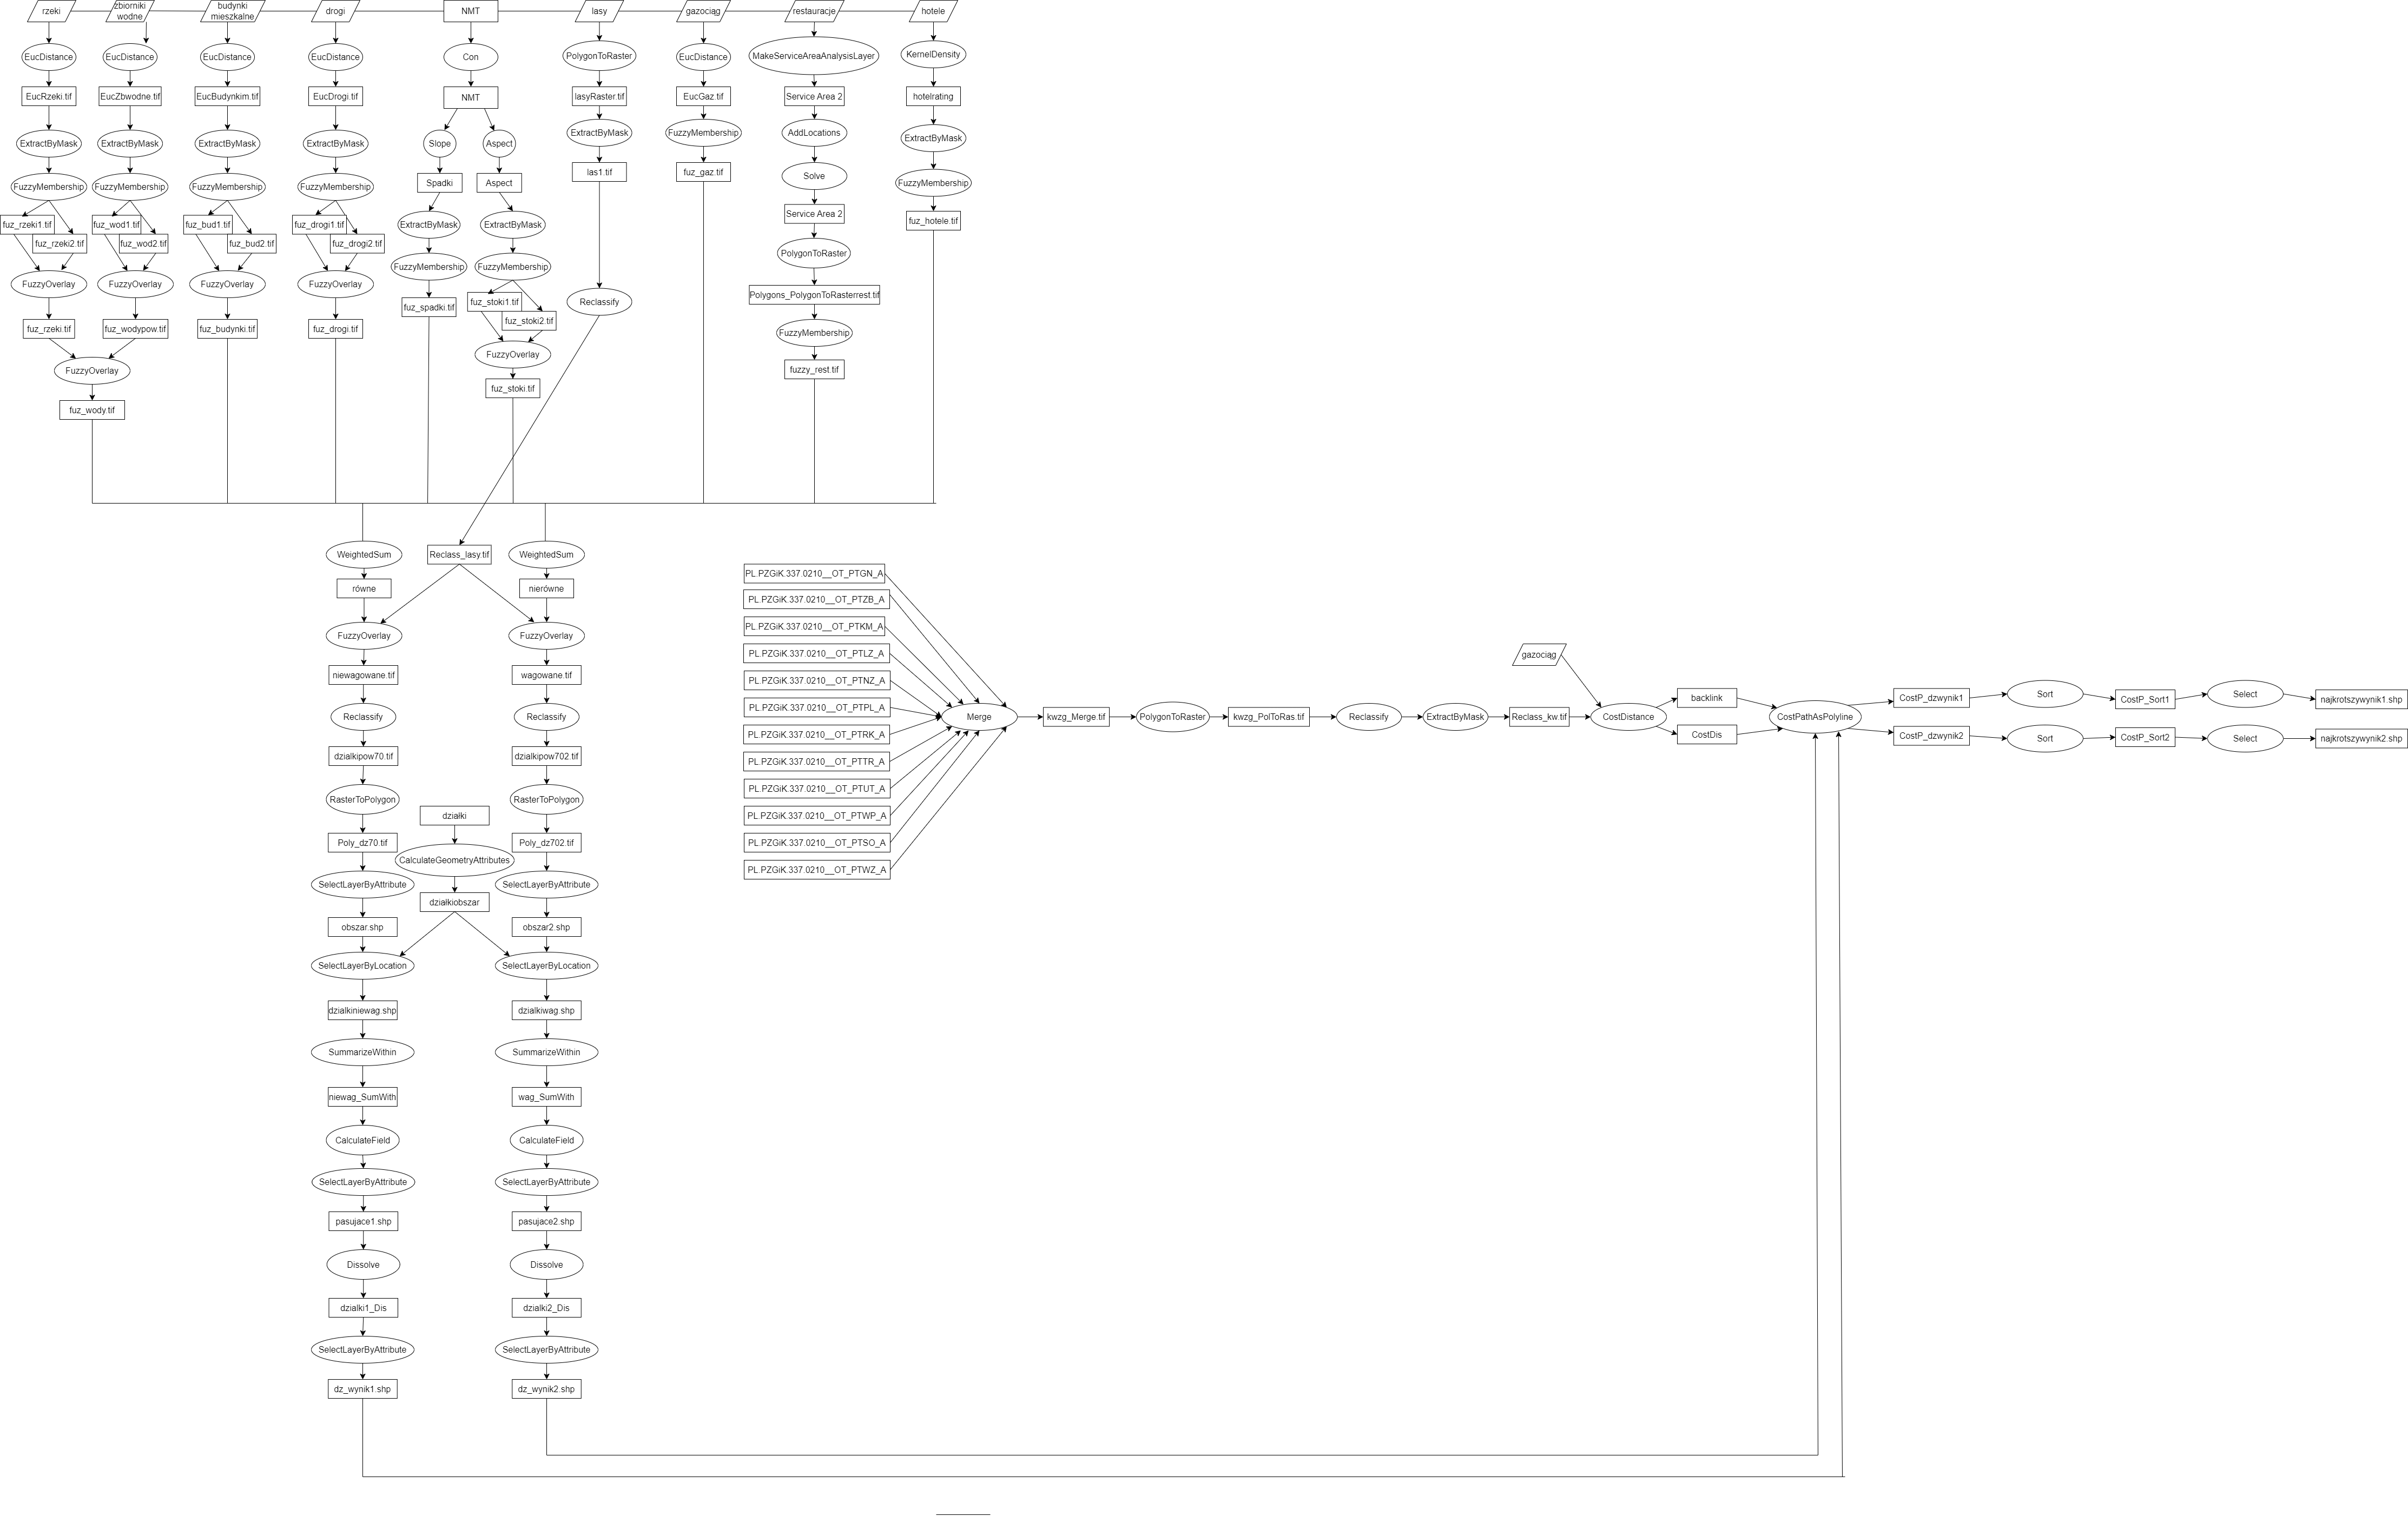 rzeki
zbiorniki
wodne
budynki
mieszkalne
drogi
NMT
lasy
gazociąg
restauracje
hotele
EucDistance
EucDistance
EucDistance
EucDistance
Con
PolygonToRaster
EucDistance
MakeServiceAreaAnalysisLayer
KernelDensity
EucRzeki.tif
EucZbwodne.tif
EucBudynkim.tif
EucDrogi.tif
NMT
lasyRaster.tif
EucGaz.tif
Service Area 2
hotelrating
ExtractByMask
ExtractByMask
ExtractByMask
ExtractByMask
Slope
Aspect
ExtractByMask
FuzzyMembership
AddLocations
ExtractByMask
FuzzyMembership
FuzzyMembership
FuzzyMembership
FuzzyMembership
Spadki
Aspect
las1.tif
fuz_gaz.tif
Solve
FuzzyMembership
fuz_rzeki1.tif
fuz_rzeki2.tif
fuz_wod1.tif
fuz_wod2.tif
fuz_bud1.tif
fuz_bud2.tif
fuz_drogi1.tif
fuz_drogi2.tif
ExtractByMask
ExtractByMask
Service Area 2
fuz_hotele.tif
FuzzyOverlay
FuzzyOverlay
FuzzyOverlay
FuzzyOverlay
FuzzyMembership
FuzzyMembership
PolygonToRaster
fuz_rzeki.tif
fuz_wodypow.tif
fuz_budynki.tif
fuz_drogi.tif
fuz_spadki.tif
fuz_stoki1.tif
fuz_stoki2.tif
Reclassify
Polygons_PolygonToRasterrest.tif
FuzzyMembership
FuzzyOverlay
FuzzyOverlay
fuzzy_rest.tif
fuz_stoki.tif
fuz_wody.tif
WeightedSum
Reclass_lasy.tif
WeightedSum
równe
nierówne
FuzzyOverlay
FuzzyOverlay
niewagowane.tif
wagowane.tif
Reclassify
Reclassify
dzialkipow70.tif
dzialkipow702.tif
RasterToPolygon
działki
RasterToPolygon
Poly_dz70.tif
CalculateGeometryAttributes
Poly_dz702.tif
SelectLayerByAttribute
działkiobszar
SelectLayerByAttribute
obszar.shp
obszar2.shp
SelectLayerByLocation
SelectLayerByLocation
dzialkiniewag.shp
dzialkiwag.shp
SummarizeWithin
SummarizeWithin
niewag_SumWith
wag_SumWith
CalculateField
CalculateField
SelectLayerByAttribute
SelectLayerByAttribute
pasujace1.shp
pasujace2.shp
Dissolve
Dissolve
dzialki1_Dis
dzialki2_Dis
SelectLayerByAttribute
SelectLayerByAttribute
dz_wynik1.shp
dz_wynik2.shp
PL.PZGiK.337.0210__OT_PTGN_A
PL.PZGiK.337.0210__OT_PTZB_A
PL.PZGiK.337.0210__OT_PTKM_A
PL.PZGiK.337.0210__OT_PTLZ_A
PL.PZGiK.337.0210__OT_PTNZ_A
PL.PZGiK.337.0210__OT_PTPL_A
PL.PZGiK.337.0210__OT_PTRK_A
PL.PZGiK.337.0210__OT_PTTR_A
PL.PZGiK.337.0210__OT_PTUT_A
PL.PZGiK.337.0210__OT_PTWP_A
PL.PZGiK.337.0210__OT_PTSO_A
PL.PZGiK.337.0210__OT_PTWZ_A
Merge
kwzg_Merge.tif
PolygonToRaster
kwzg_PolToRas.tif
Reclassify
ExtractByMask
Reclass_kw.tif
gazociąg
CostDistance
backlink
CostDis
CostPathAsPolyline
CostP_dzwynik1
Sort
CostP_Sort1
Select
najkrotszywynik1.shp
CostP_dzwynik2
Sort
CostP_Sort2
Select
najkrotszywynik2.shp